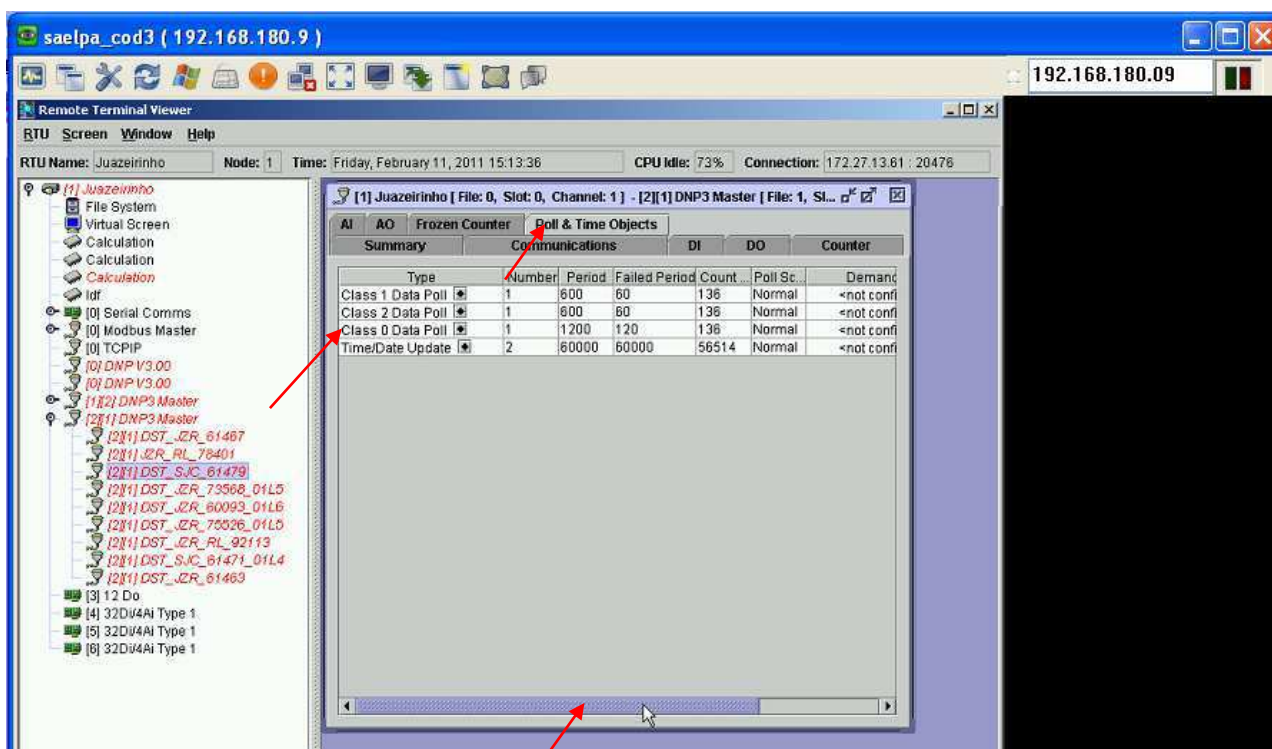 saelpa_cod3 ( 192.168.180.9 )
192.168.180.09
Remote Terminal Viewer
RTU Screen Window Help
RTU Name: Juazeirinho Node: 1 Time: Friday, February 11, 2011 15:13:36 CPU Idle: 73% Connection: 172.27.13.61 : 20476
[1] Juazeirinho
File System
Virtual Screen
Calculation
Calculation
Calculation
Idf
[0] Serial Comms
[0] Modbus Master
[0] TCPIP
[0] DNP V3.00
[0] DNP V3.00
[1][2] DNP3 Master
[2][1] DNP3 Master
[2][1] DST_JZR_61467
[2][1] JZR_RL_78401
[2][1] DST_SJC_61479
[2][1] DST_JZR_73568_01L5
[2][1] DST_JZR_60093_01L6
[2][1] DST_JZR_75526_01L5
[2][1] DST_JZR_RL_92113
[2][1] DST_SJC_61471_01L4
[2][1] DST_JZR_61463
[3] 12 Do
[4] 32Di/4Ai Type 1
[5] 32Di/4Ai Type 1
[6] 32Di/4Ai Type 1
[1] Juazeirinho [ File: 0, Slot: 0, Channel: 1 ] - [2][1] DNP3 Master [ File: 1, Sl...
AI AO Frozen Counter Poll & Time Objects
Summary Communications DI DO Counter
Type Number Period Failed Period Count ... Poll Sc... Demand
Class 1 Data Poll 1 600 60 136 Normal <not confi
Class 2 Data Poll 1 600 60 136 Normal <not confi
Class 0 Data Poll 1 1200 120 136 Normal <not confi
Time/Date Update 2 60000 60000 56514 Normal <not confi